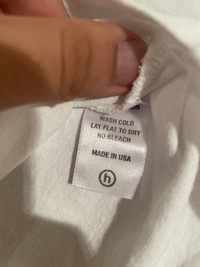 WASH COLD
LAY FLAT TO DRY
NO BLEACH
MADE IN USA
h